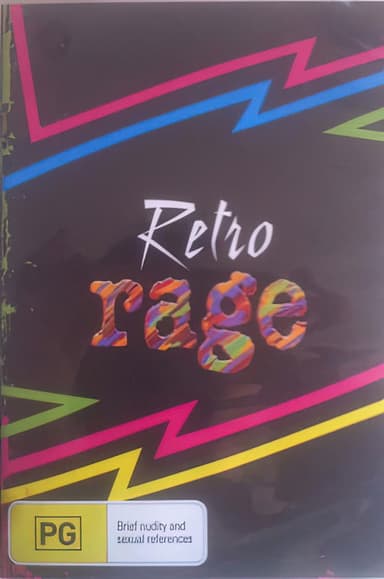 Retro
rage
PG
Brief nudity and
sexual references